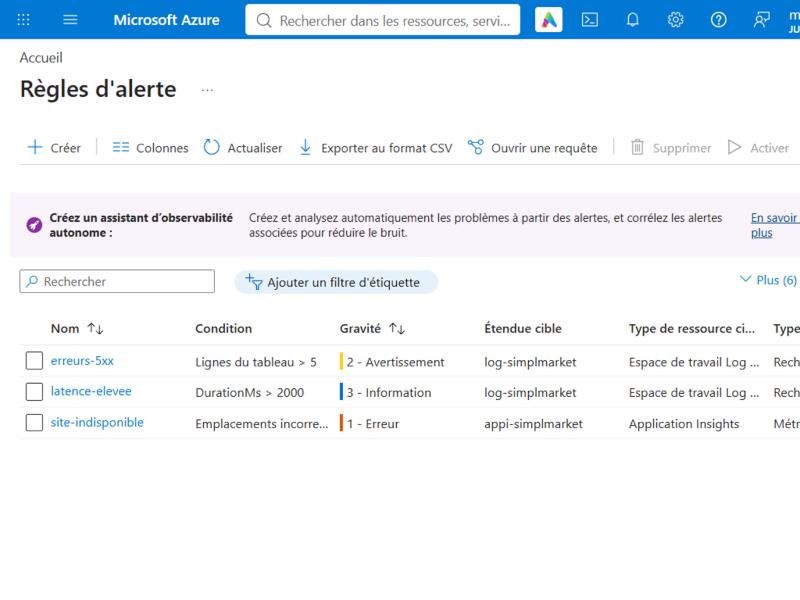 Microsoft Azure
Rechercher dans les ressources, servi...
Accueil
Règles d'alerte
...
Créer
Colonnes
Actualiser
Exporter au format CSV
Ouvrir une requête
Supprimer
Activer
Créez un assistant d'observabilité autonome :
Créez et analysez automatiquement les problèmes à partir des alertes, et corrélez les alertes
associées pour réduire le bruit.
En savoir
plus
Rechercher
Ajouter un filtre d'étiquette
Plus (6)
Nom Condition Gravité Étendue cible Type de ressource ci... Type
erreurs-5xx Lignes du tableau > 5 2 - Avertissement log-simplmarket Espace de travail Log ... Rech
latence-elevee DurationMs > 2000 3 - Information log-simplmarket Espace de travail Log ... Rech
site-indisponible Emplacements incorre... 1 - Erreur appi-simplmarket Application Insights Métr